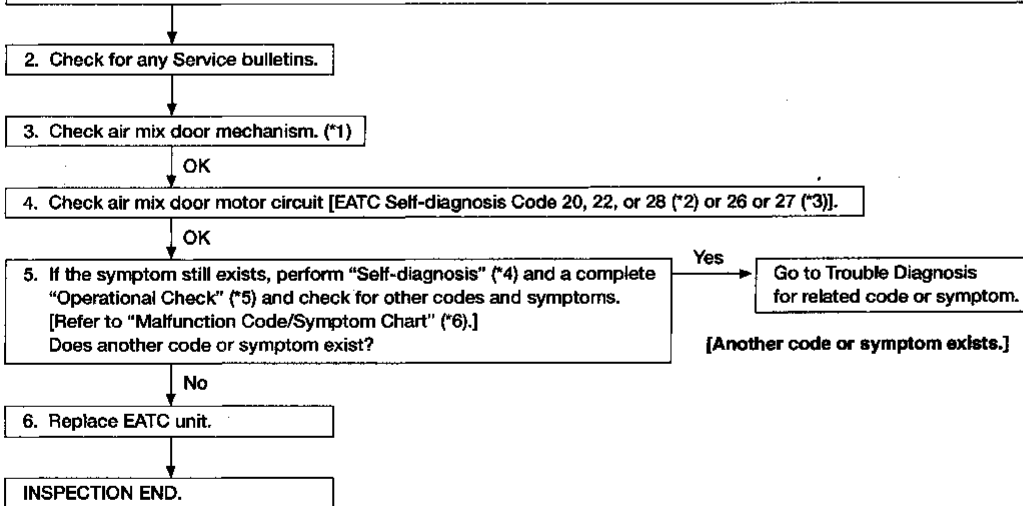 2. Check for any Service bulletins.
3. Check air mix door mechanism. (*1)
OK
4. Check air mix door motor circuit [EATC Self-diagnosis Code 20, 22, or 28 (*2) or 26 or 27 (*3)].
OK
5. If the symptom still exists, perform “Self-diagnosis” (*4) and a complete
“Operational Check” (*5) and check for other codes and symptoms.
[Refer to “Malfunction Code/Symptom Chart” (*6).]
Does another code or symptom exist?
Yes
Go to Trouble Diagnosis
for related code or symptom.
[Another code or symptom exists.]
No
6. Replace EATC unit.
INSPECTION END.